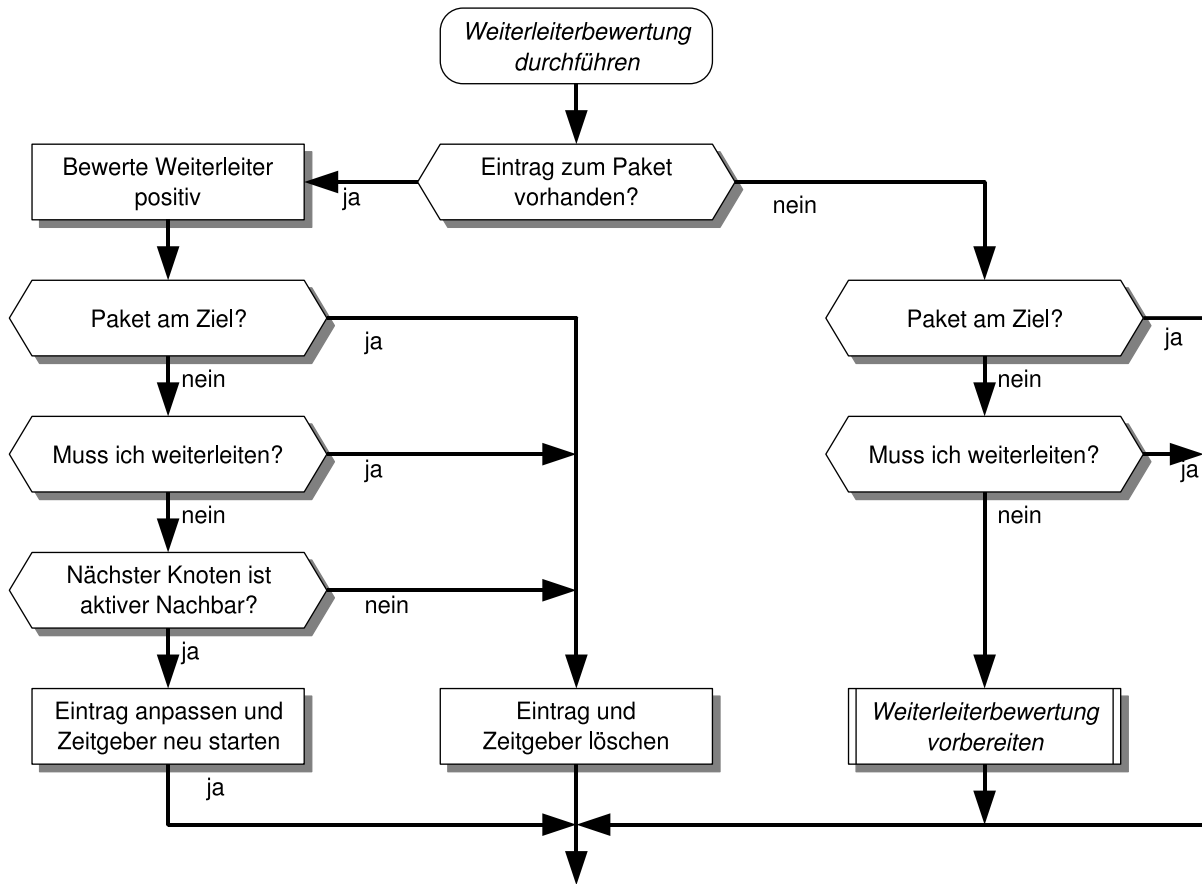 Weiterleiterbewertung
durchführen
Eintrag zum Paket
vorhanden?
ja
nein
Bewerte Weiterleiter
positiv
Paket am Ziel?
ja
nein
Muss ich weiterleiten?
ja
nein
Nächster Knoten ist
aktiver Nachbar?
nein
ja
Eintrag anpassen und
Zeitgeber neu starten
ja
Eintrag und
Zeitgeber löschen
Paket am Ziel?
ja
nein
Muss ich weiterleiten?
ja
nein
Weiterleiterbewertung
vorbereiten